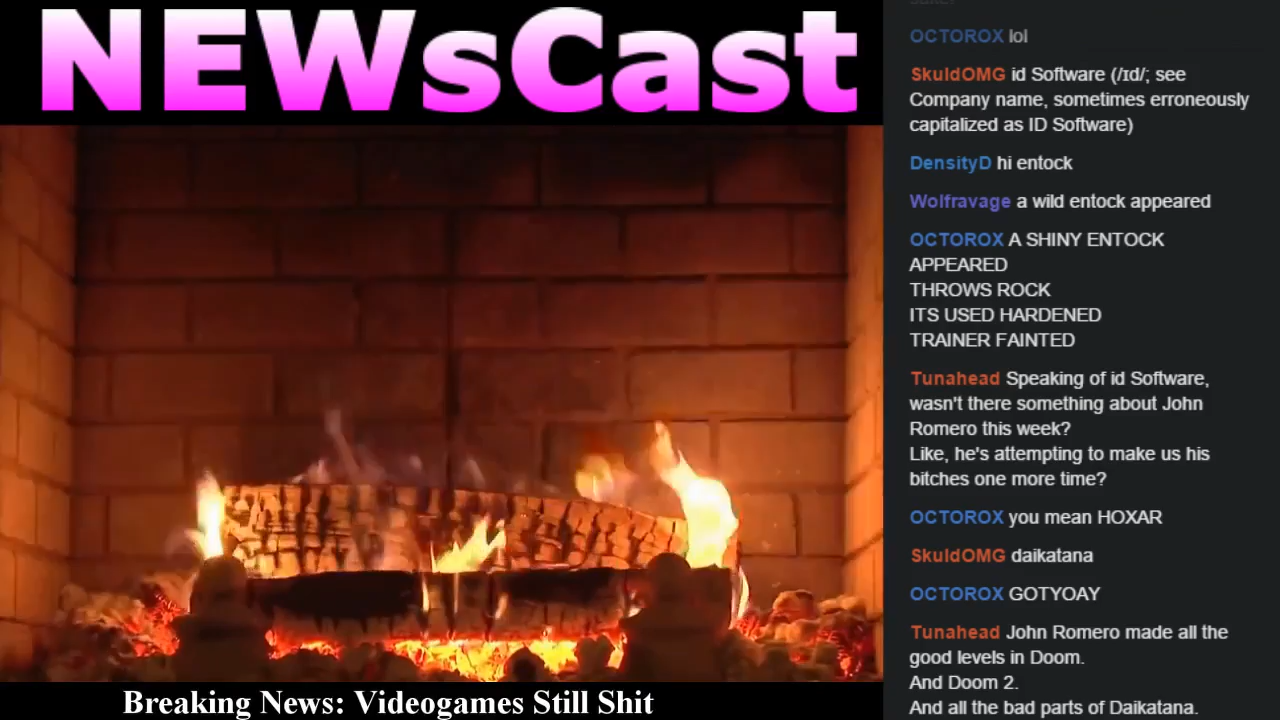 NEWsCast
OCTOROX lol
SkuldOMG id Software (/ɪd/; see
Company name, sometimes erroneously
capitalized as ID Software)
DensityD hi entock
Wolfravage a wild entock appeared
OCTOROX A SHINY ENTOCK
APPEARED
THROWS ROCK
ITS USED HARDENED
TRAINER FAINTED
Tunahead Speaking of id Software,
wasn't there something about John
Romero this week?
Like, he's attempting to make us his
bitches one more time?
OCTOROX you mean HOXAR
SkuldOMG daikatana
OCTOROX GOTYOAY
Tunahead John Romero made all the
good levels in Doom.
And Doom 2.
And all the bad parts of Daikatana.
Breaking News: Videogames Still Shit